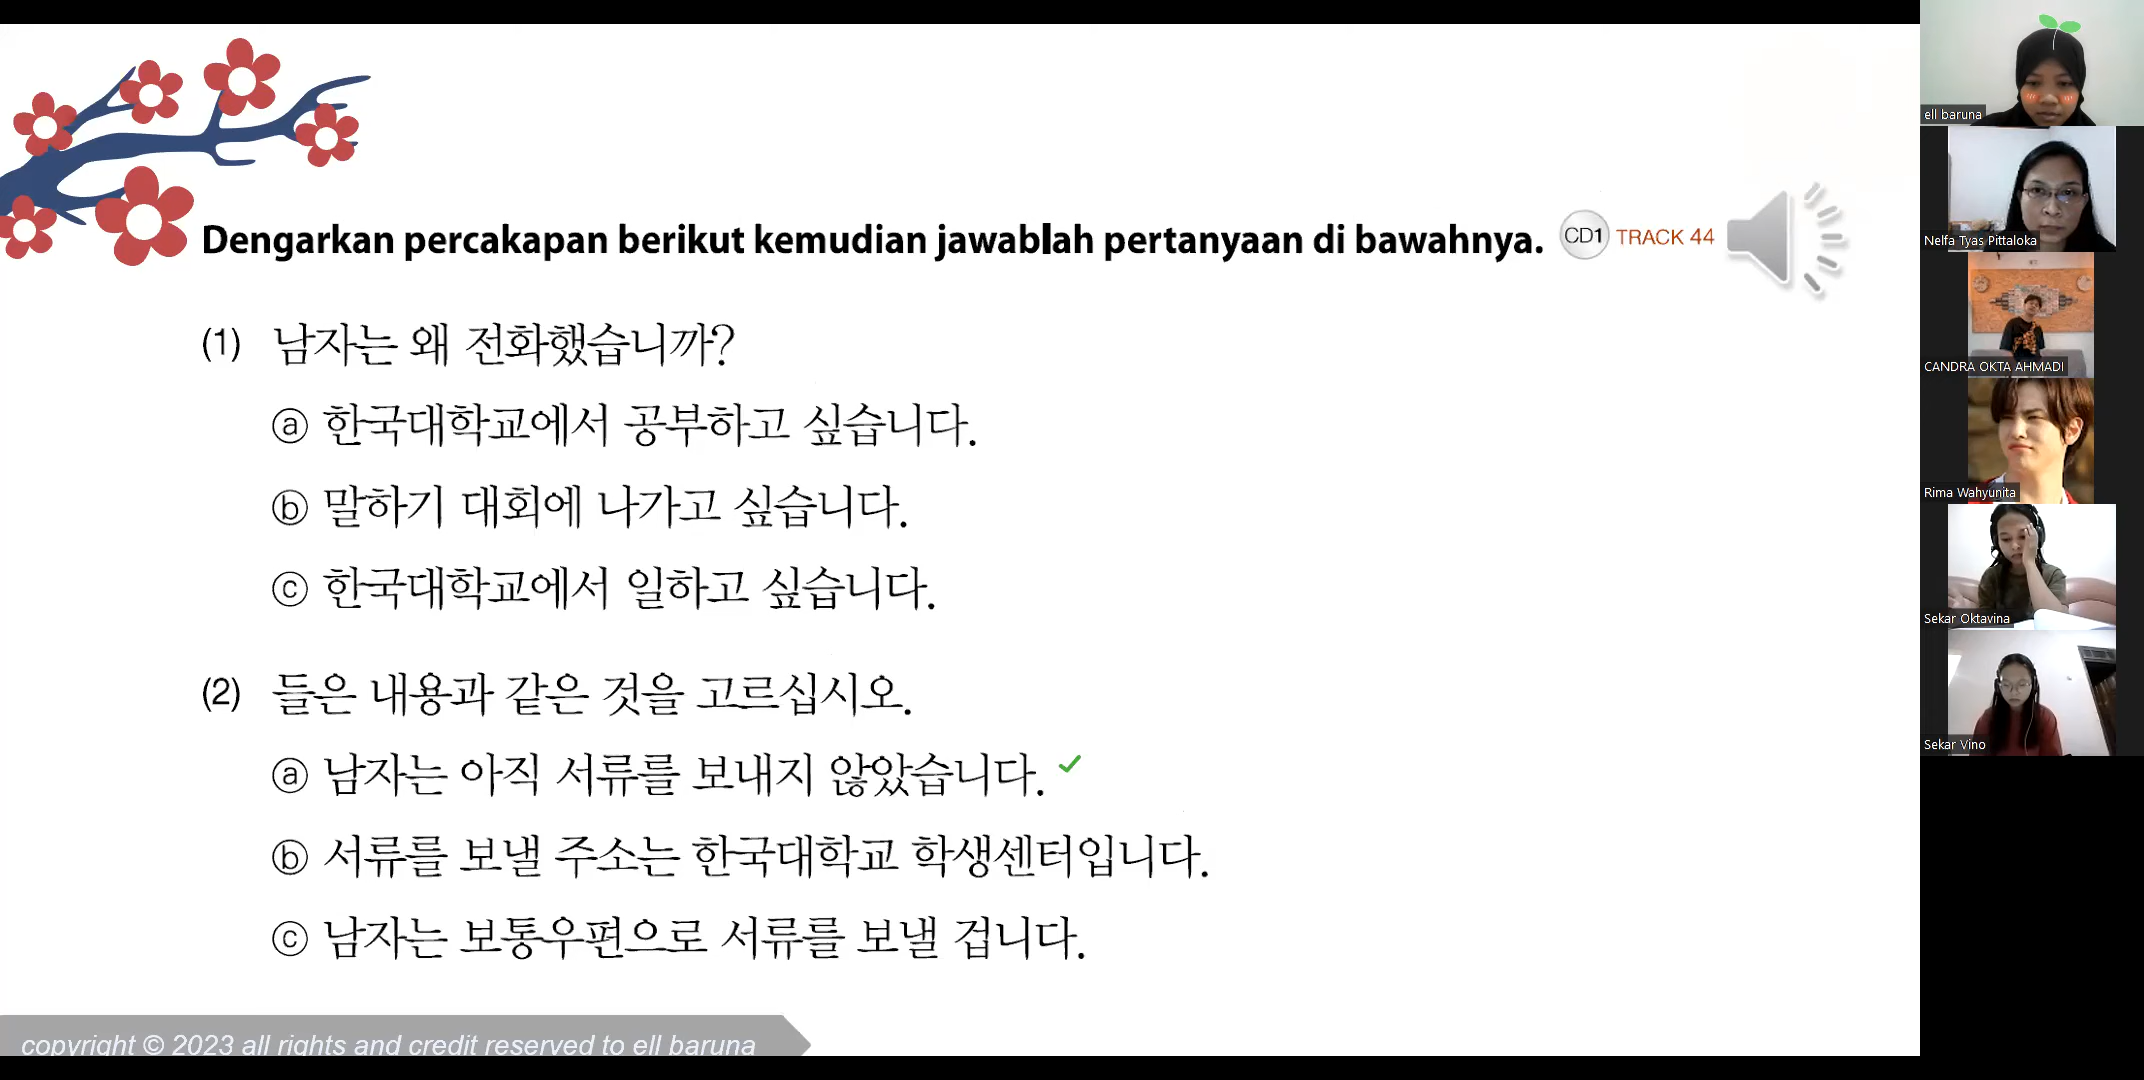 Dengarkan percakapan berikut kemudian jawablah pertanyaan di bawahnya. CD1 TRACK 44
(1) 남자는 왜 전화했습니까?
ⓐ 한국대학교에서 공부하고 싶습니다.
ⓑ 말하기 대회에 나가고 싶습니다.
ⓒ 한국대학교에서 일하고 싶습니다.
(2) 들은 내용과 같은 것을 고르십시오.
ⓐ 남자는 아직 서류를 보내지 않았습니다. ✓
ⓑ 서류를 보낼 주소는 한국대학교 학생센터입니다.
ⓒ 남자는 보통우편으로 서류를 보낼 겁니다.
copyright © 2023 all rights and credit reserved to ell baruna
ell baruna
Nelfa Tyas Pittaloka
CANDRA OKTA AHMADI
Rima Wahyunita
Sekar Oktavina
Sekar Vino